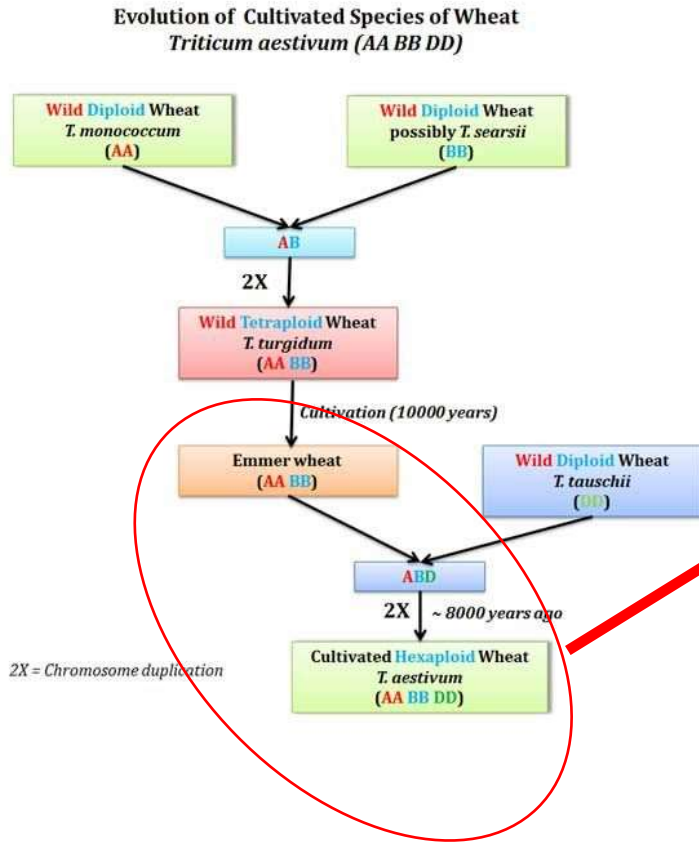 Evolution of Cultivated Species of Wheat
Triticum aestivum (AA BB DD)
Wild Diploid Wheat
T. monococcum
(AA)
Wild Diploid Wheat
possibly T. searsii
(BB)
AB
2X
Wild Tetraploid Wheat
T. turgidum
(AA BB)
Cultivation (10000 years)
Emmer wheat
(AA BB)
Wild Diploid Wheat
T. tauschii
(DD)
ABD
2X
~ 8000 years ago
Cultivated Hexaploid Wheat
T. aestivum
(AA BB DD)
2X = Chromosome duplication